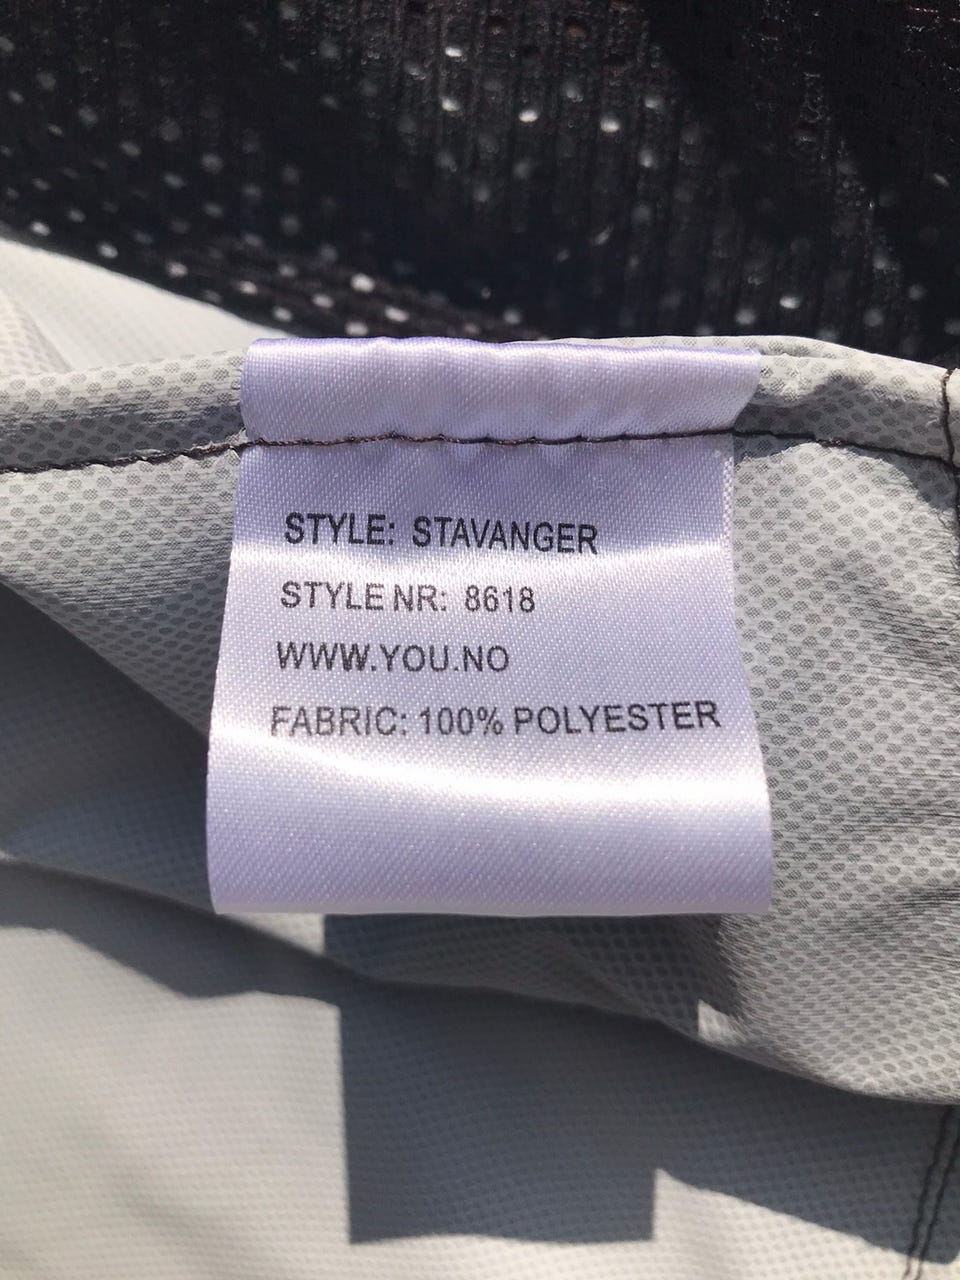 STYLE: STAVANGER
STYLE NR: 8618
WWW.YOU.NO
FABRIC: 100% POLYESTER